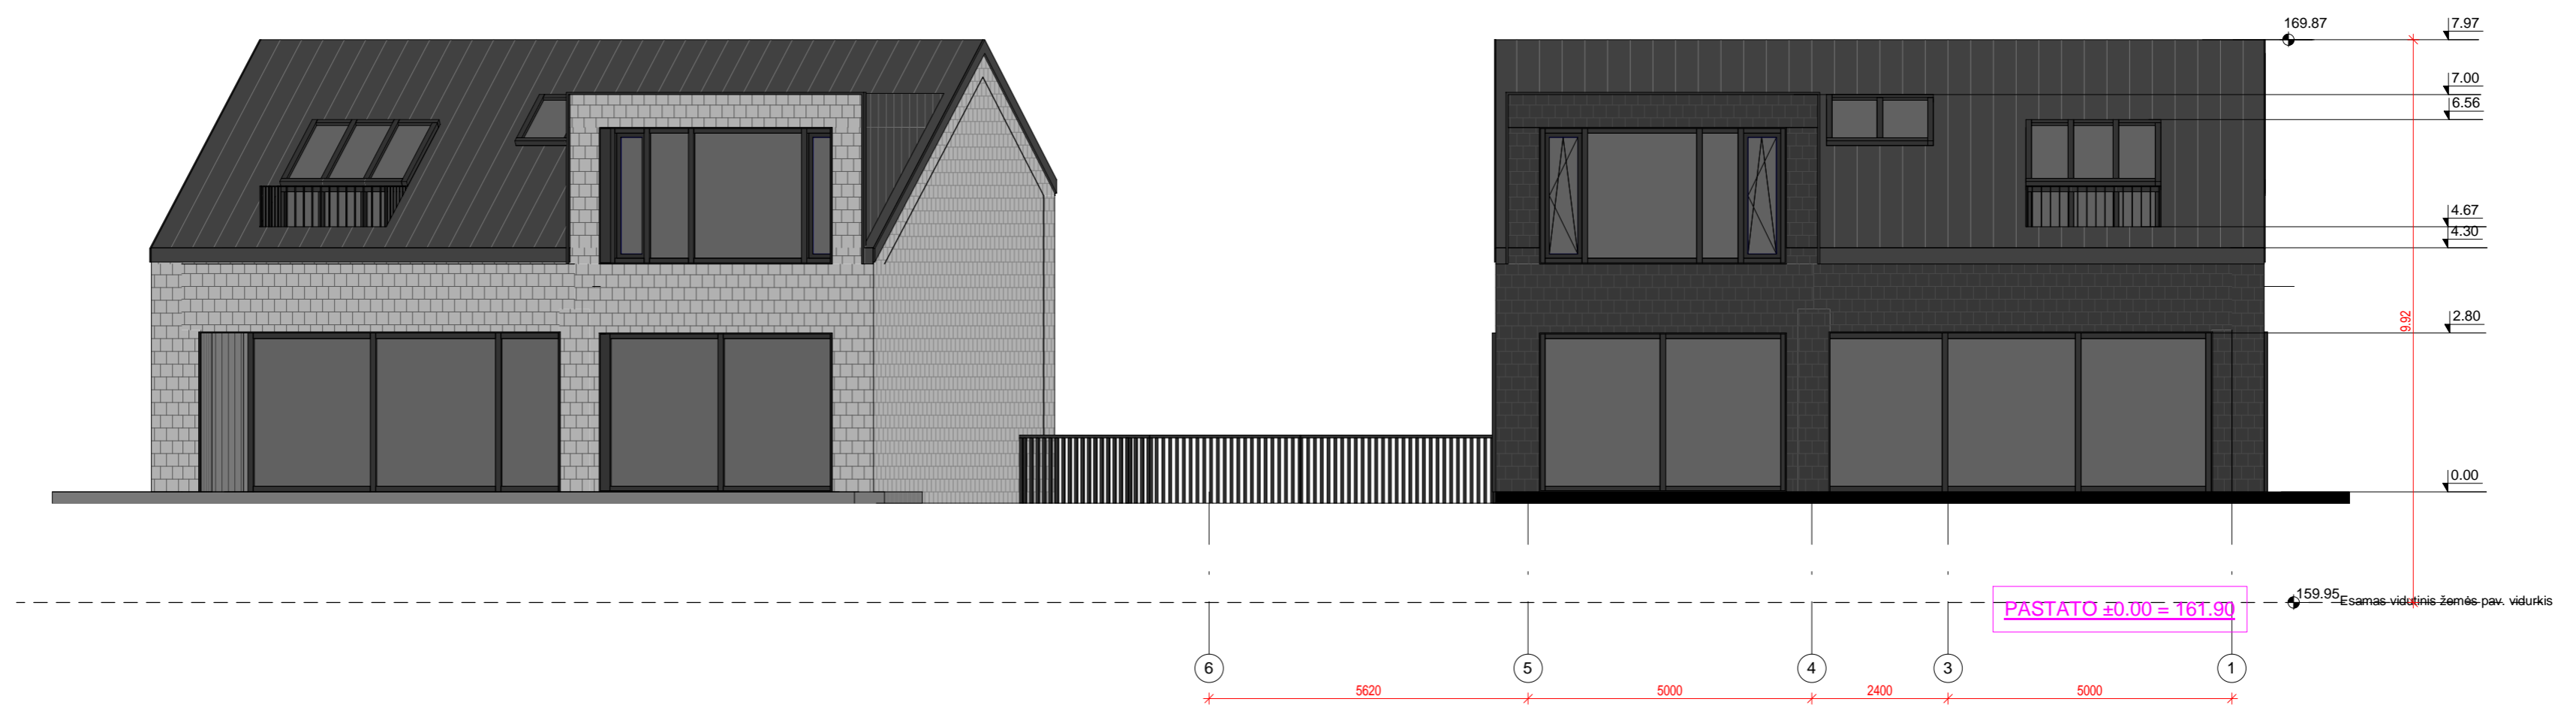 169.87
7.97
7.00
6.56
4.67
4.30
2.80
9.92
0.00
159.95 Esamas vidutinis žemės pav. vidurkis
PASTATO ±0.00 = 161.90
6 5 4 3 1
5620 5000 2400 5000